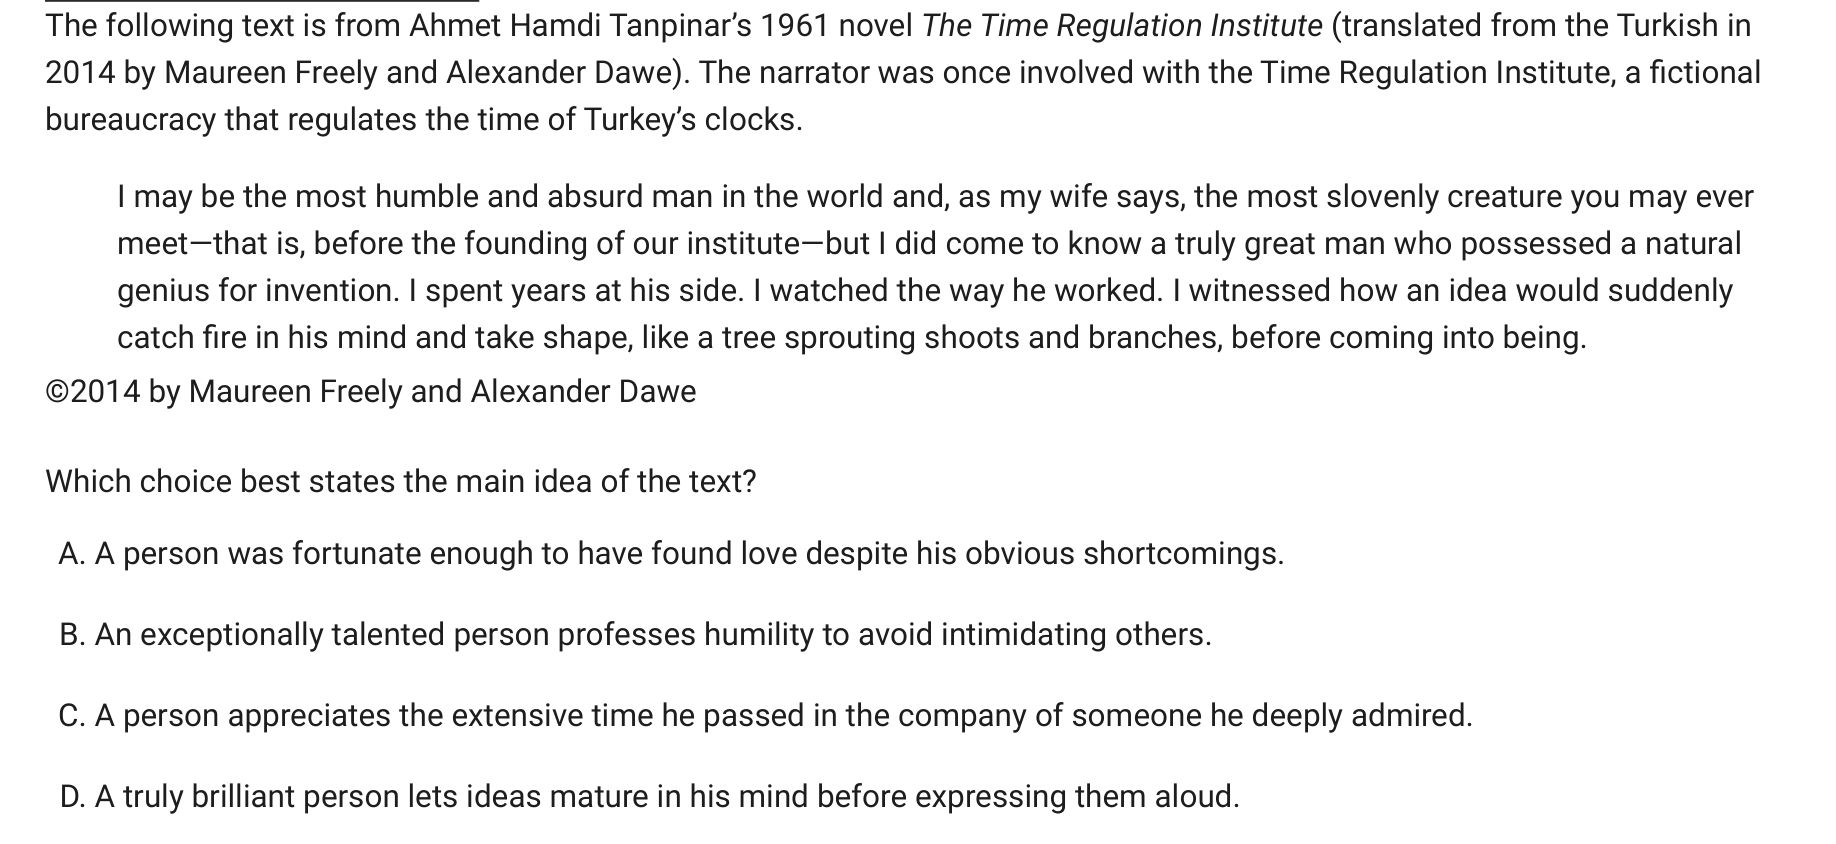 The following text is from Ahmet Hamdi Tanpinar’s 1961 novel The Time Regulation Institute (translated from the Turkish in
2014 by Maureen Freely and Alexander Dawe). The narrator was once involved with the Time Regulation Institute, a fictional
bureaucracy that regulates the time of Turkey’s clocks.
I may be the most humble and absurd man in the world and, as my wife says, the most slovenly creature you may ever
meet—that is, before the founding of our institute—but I did come to know a truly great man who possessed a natural
genius for invention. I spent years at his side. I watched the way he worked. I witnessed how an idea would suddenly
catch fire in his mind and take shape, like a tree sprouting shoots and branches, before coming into being.
©2014 by Maureen Freely and Alexander Dawe
Which choice best states the main idea of the text?
A. A person was fortunate enough to have found love despite his obvious shortcomings.
B. An exceptionally talented person professes humility to avoid intimidating others.
C. A person appreciates the extensive time he passed in the company of someone he deeply admired.
D. A truly brilliant person lets ideas mature in his mind before expressing them aloud.